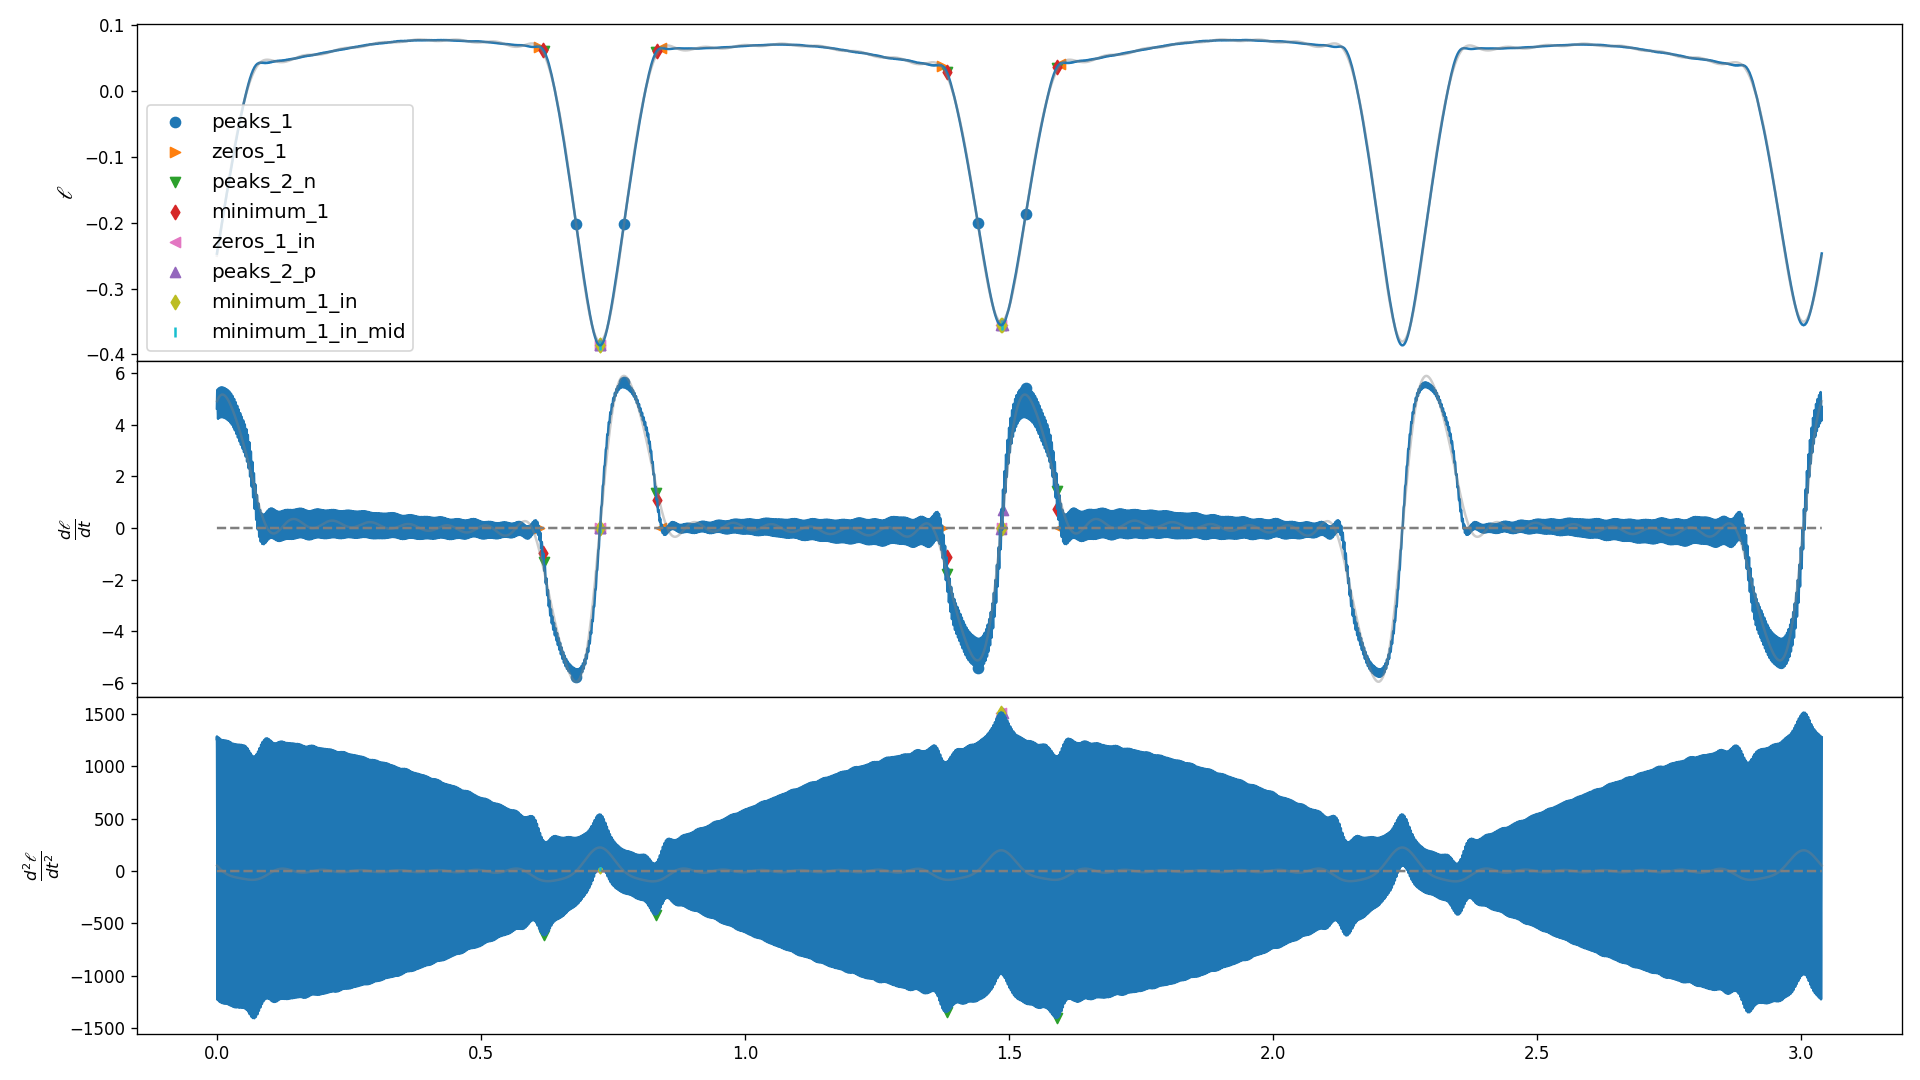 0.1
0.0
−0.1
−0.2
−0.3
−0.4
ℓ
peaks_1
zeros_1
peaks_2_n
minimum_1
zeros_1_in
peaks_2_p
minimum_1_in
minimum_1_in_mid
6
4
2
0
−2
−4
−6
dℓ
dt
1500
1000
500
0
−500
−1000
−1500
d²ℓ
dt²
0.0 0.5 1.0 1.5 2.0 2.5 3.0